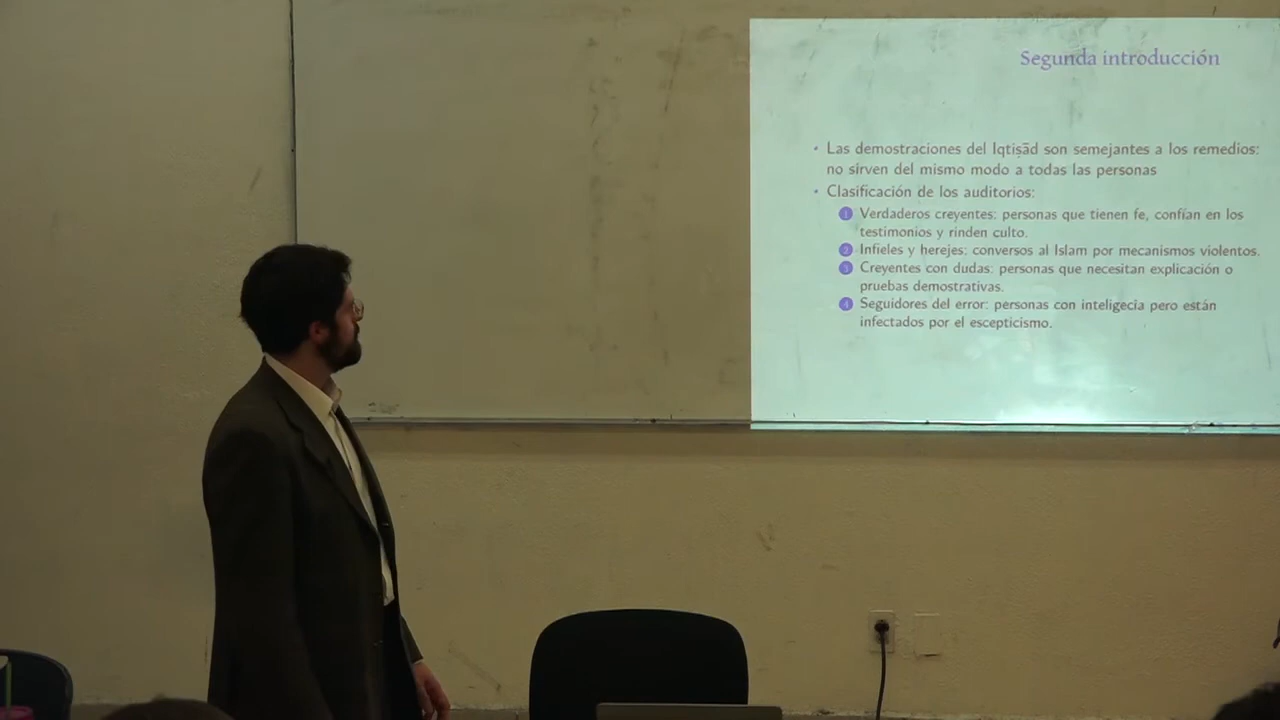 Segunda introducción
• Las demostraciones del Iqtiṣād son semejantes a los remedios:
no sirven del mismo modo a todas las personas
• Clasificación de los auditorios:
1 Verdaderos creyentes: personas que tienen fe, confían en los
testimonios y rinden culto.
2 Infieles y herejes: conversos al Islam por mecanismos violentos.
3 Creyentes con dudas: personas que necesitan explicación o
pruebas demostrativas.
4 Seguidores del error: personas con inteligecia pero están
infectados por el escepticismo.